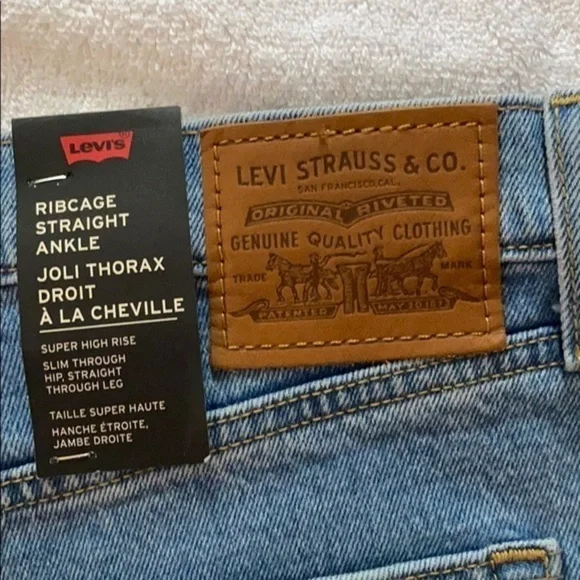 Levi's
RIBCAGE
STRAIGHT
ANKLE
JOLI THORAX
DROIT
À LA CHEVILLE
SUPER HIGH RISE
SLIM THROUGH
HIP, STRAIGHT
THROUGH LEG
TAILLE SUPER HAUTE
HANCHE ÉTROITE,
JAMBE DROITE
LEVI STRAUSS & CO.
SAN FRANCISCO, CAL.
ORIGINAL RIVETED
GENUINE QUALITY CLOTHING
TRADE MARK
PATENTED MAY 20 187